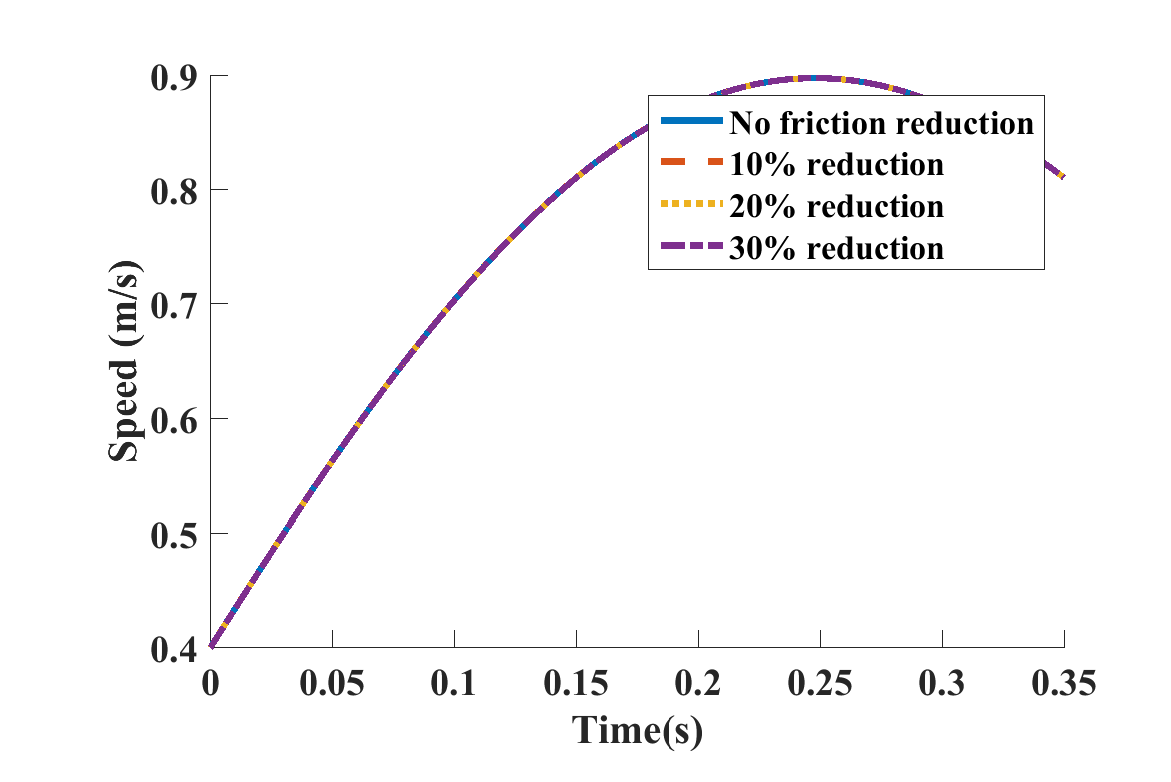 0.9
0.8
0.7
0.6
0.5
0.4
Speed (m/s)
No friction reduction
10% reduction
20% reduction
30% reduction
0 0.05 0.1 0.15 0.2 0.25 0.3 0.35
Time(s)